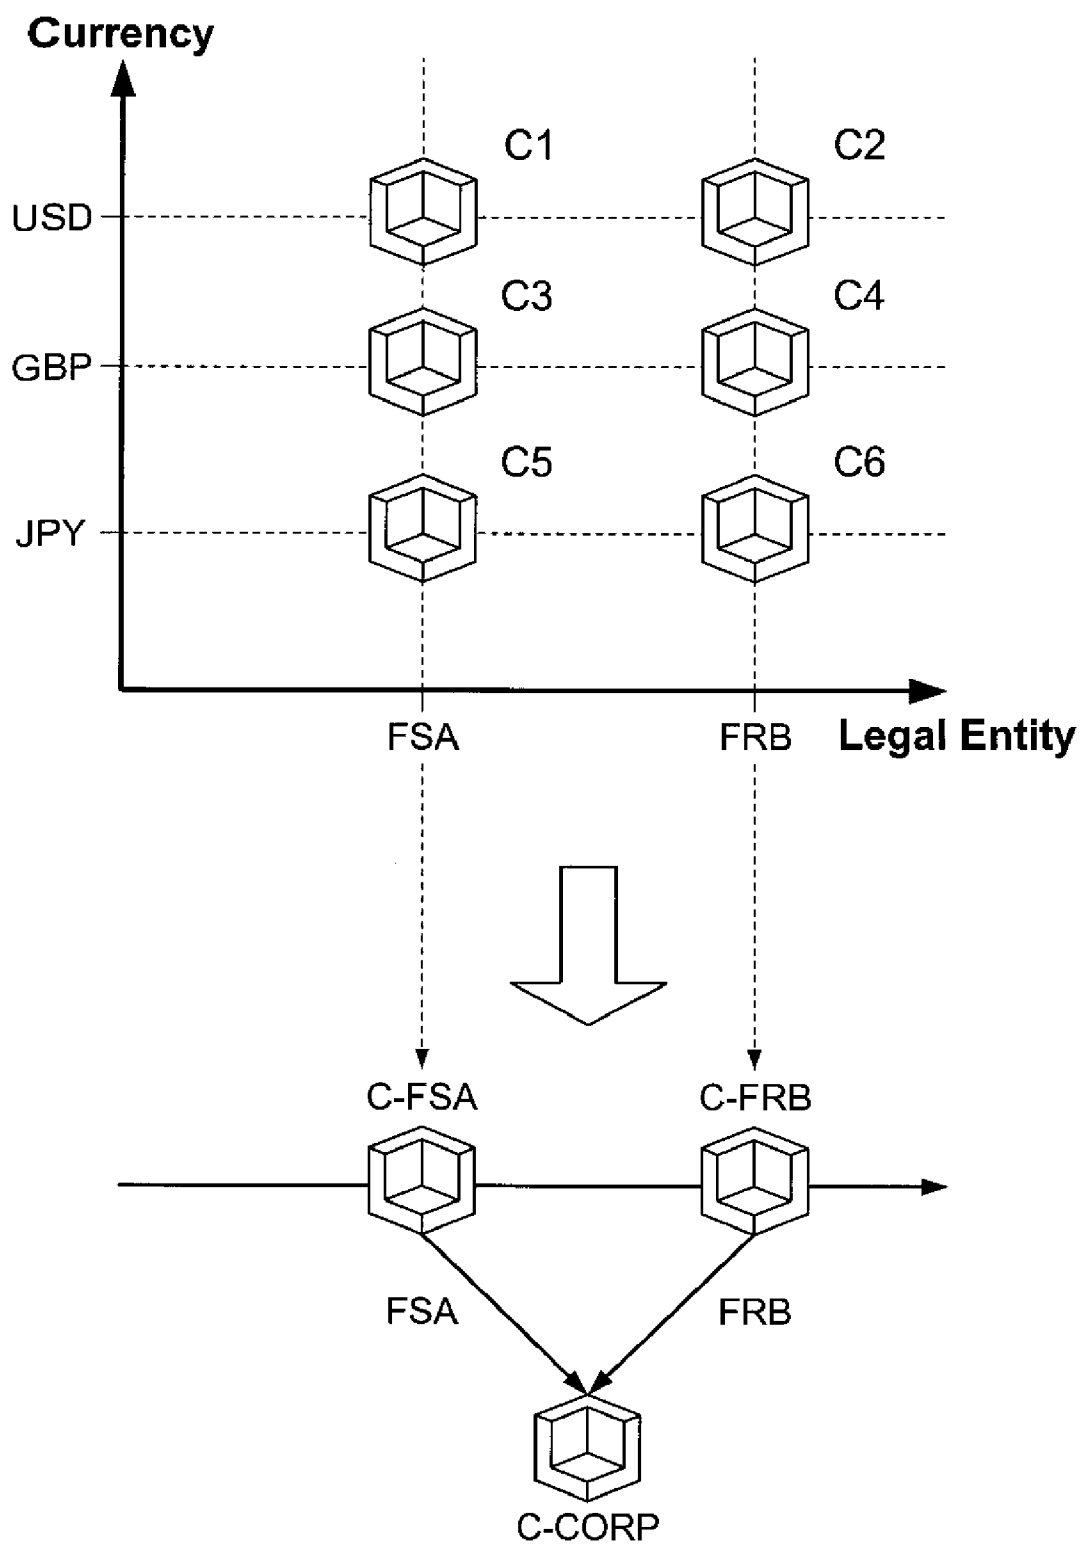 Currency
C1 C2
USD
C3 C4
GBP
C5 C6
JPY
FSA FRB Legal Entity
C-FSA C-FRB
FSA FRB
C-CORP